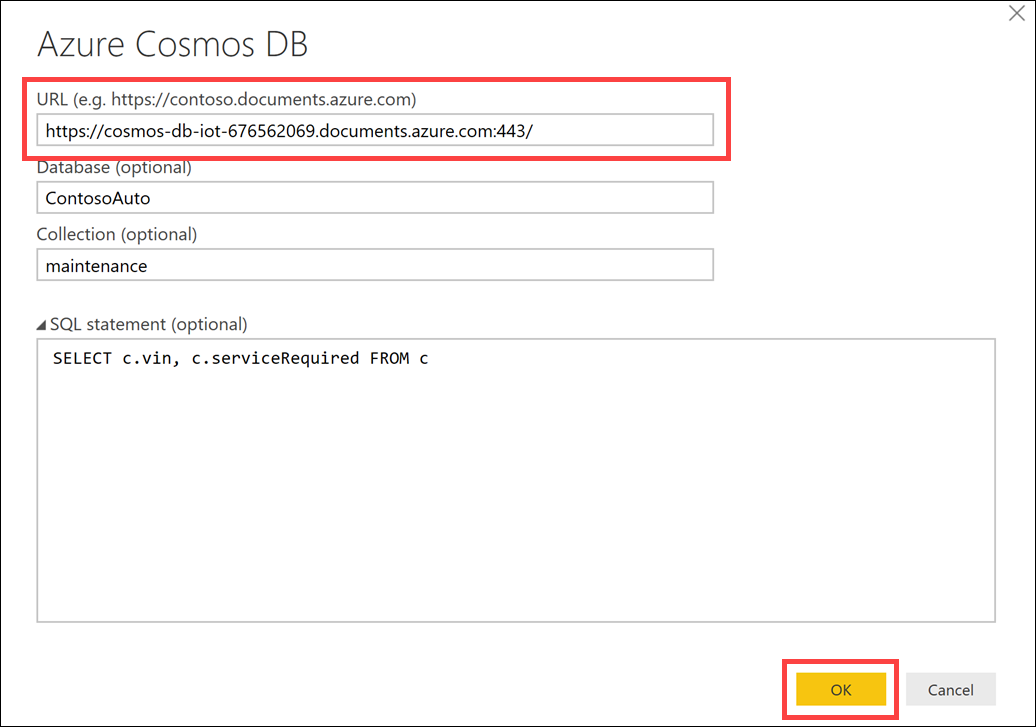 Azure Cosmos DB
URL (e.g. https://contoso.documents.azure.com)
https://cosmos-db-iot-676562069.documents.azure.com:443/
Database (optional)
ContosoAuto
Collection (optional)
maintenance
SQL statement (optional)
SELECT c.vin, c.serviceRequired FROM c
OK Cancel